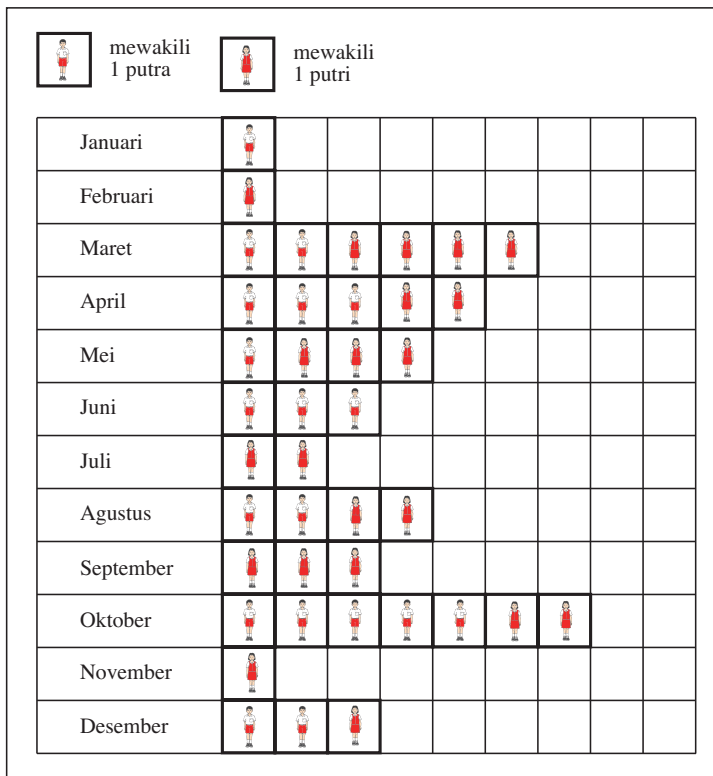 mewakili
1 putra
mewakili
1 putri
Januari
Februari
Maret
April
Mei
Juni
Juli
Agustus
September
Oktober
November
Desember